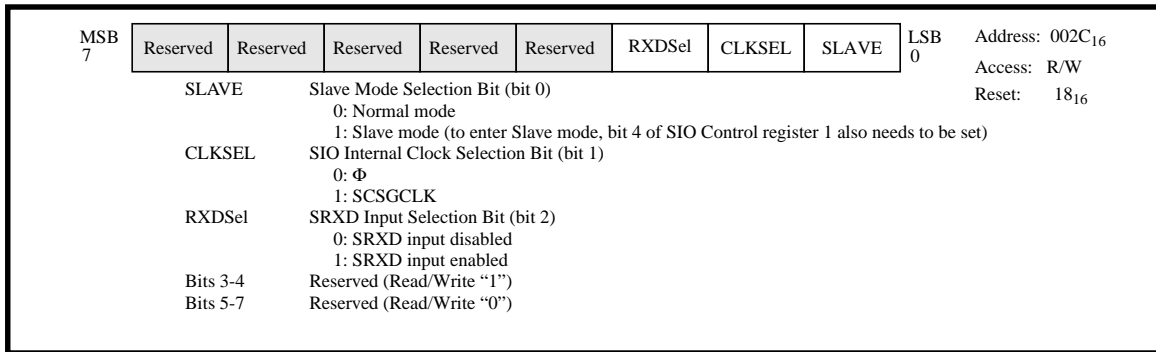 MSB Reserved Reserved Reserved Reserved Reserved RXDSel CLKSEL SLAVE LSB Address: 002C₁₆
7 0
Access: R/W
Reset: 18₁₆
SLAVE Slave Mode Selection Bit (bit 0)
0: Normal mode
1: Slave mode (to enter Slave mode, bit 4 of SIO Control register 1 also needs to be set)
CLKSEL SIO Internal Clock Selection Bit (bit 1)
0: Φ
1: SCSGCLK
RXDSel SRXD Input Selection Bit (bit 2)
0: SRXD input disabled
1: SRXD input enabled
Bits 3-4 Reserved (Read/Write “1”)
Bits 5-7 Reserved (Read/Write “0”)